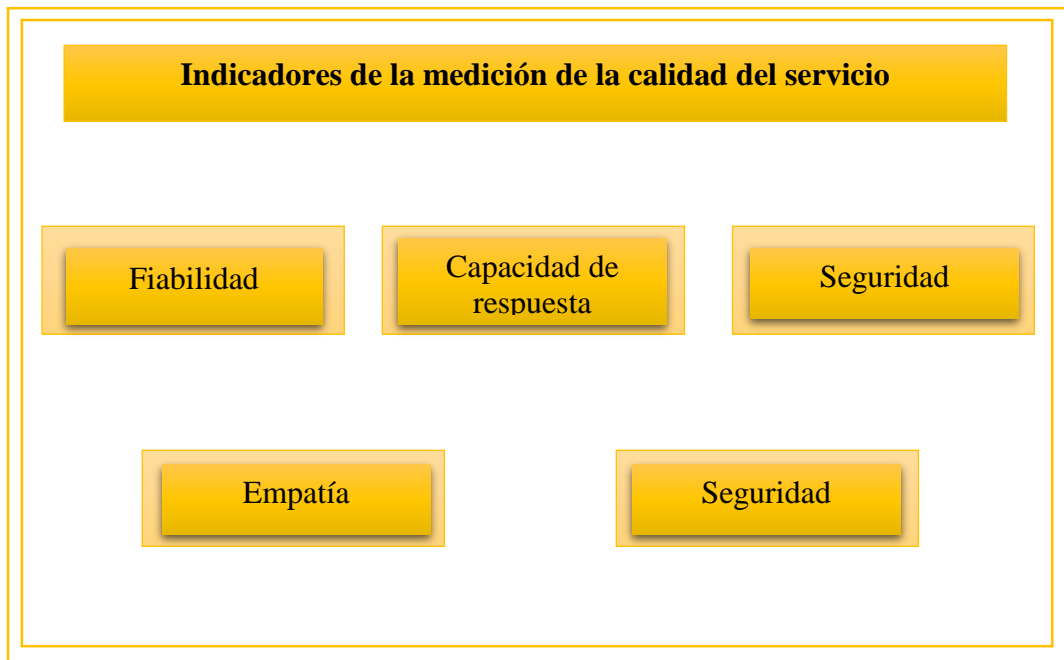 Indicadores de la medición de la calidad del servicio
Fiabilidad
Capacidad de
respuesta
Seguridad
Empatía
Seguridad